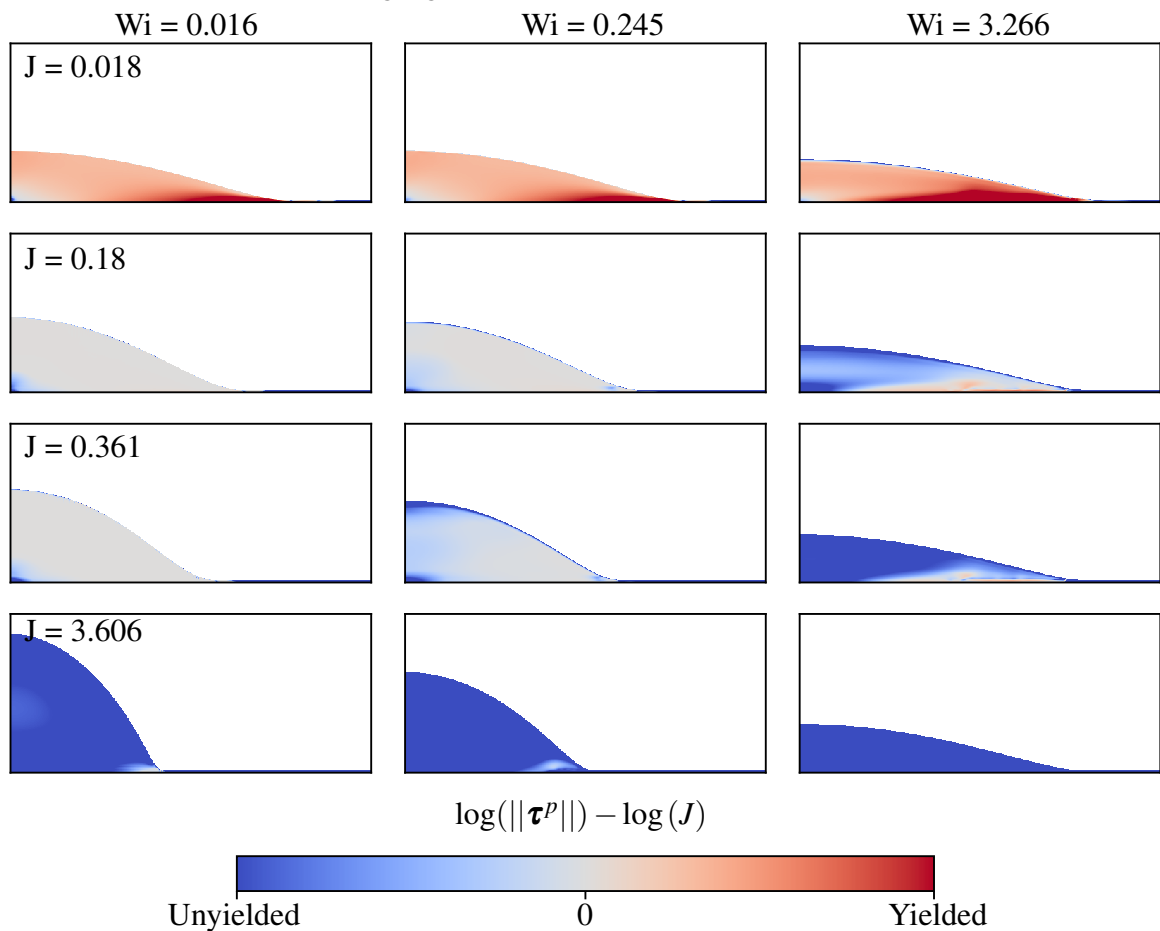 Wi = 0.016 Wi = 0.245 Wi = 3.266
J = 0.018
J = 0.18
J = 0.361
J = 3.606
log(||τᵖ||) − log (J)
Unyielded 0 Yielded